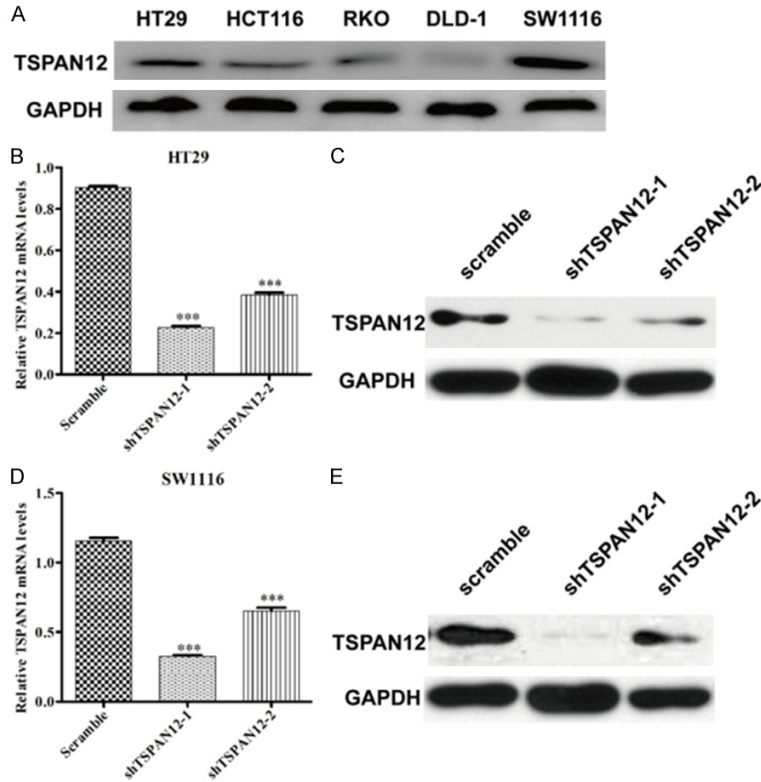 A
HT29 HCT116 RKO DLD-1 SW1116
TSPAN12
GAPDH
B
HT29
Relative TSPAN12 mRNA levels
1.0
0.8
0.6
0.4
0.2
0.0
***
***
Scramble
shTSPAN12-1
shTSPAN12-2
C
scramble
shTSPAN12-1
shTSPAN12-2
TSPAN12
GAPDH
D
SW1116
Relative TSPAN12 mRNA levels
1.5
1.0
0.5
0.0
***
***
Scramble
shTSPAN12-1
shTSPAN12-2
E
scramble
shTSPAN12-1
shTSPAN12-2
TSPAN12
GAPDH